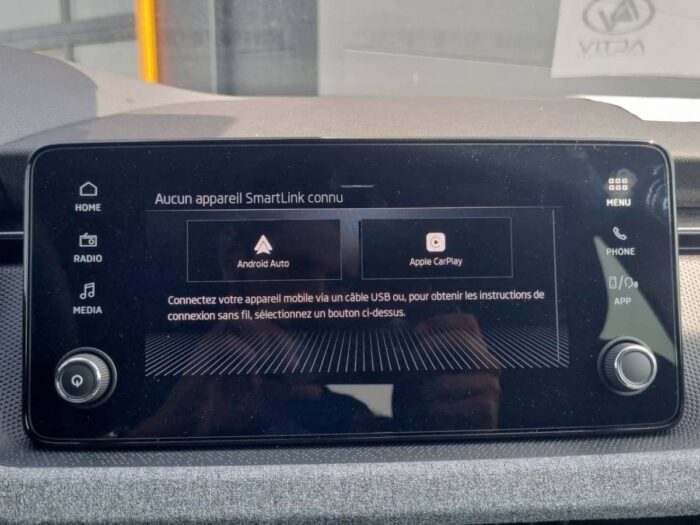 VITCA
HOME
RADIO
MEDIA
Aucun appareil SmartLink connu
Android Auto
Apple CarPlay
Connectez votre appareil mobile via un câble USB ou, pour obtenir les instructions de
connexion sans fil, sélectionnez un bouton ci-dessus.
MENU
PHONE
APP